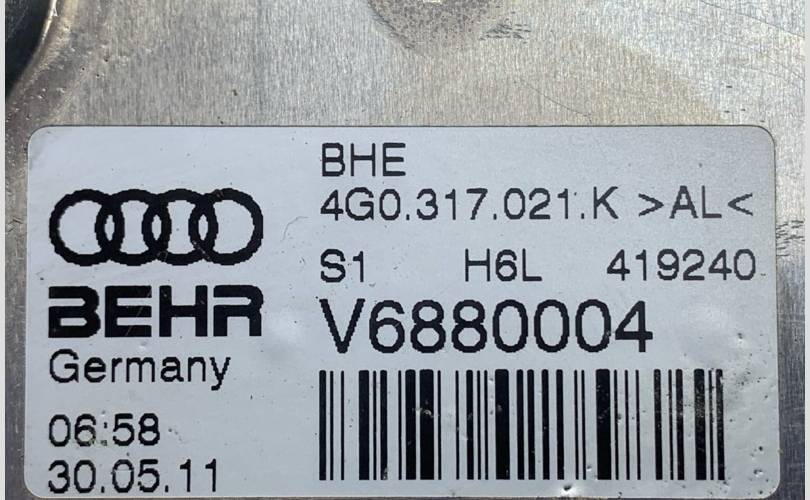 BHE
4G0.317.021.K >AL<
S1 H6L 419240
BEHR
V6880004
Germany
06:58
30.05.11